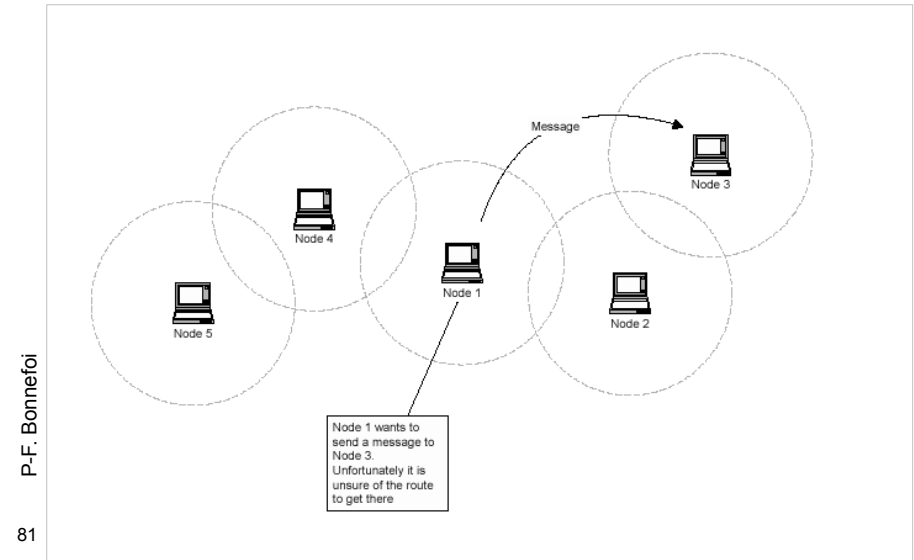 Message
Node 3
Node 4
Node 1
Node 2
Node 5
Node 1 wants to
send a message to
Node 3.
Unfortunately it is
unsure of the route
to get there
P-F. Bonnefoi
81